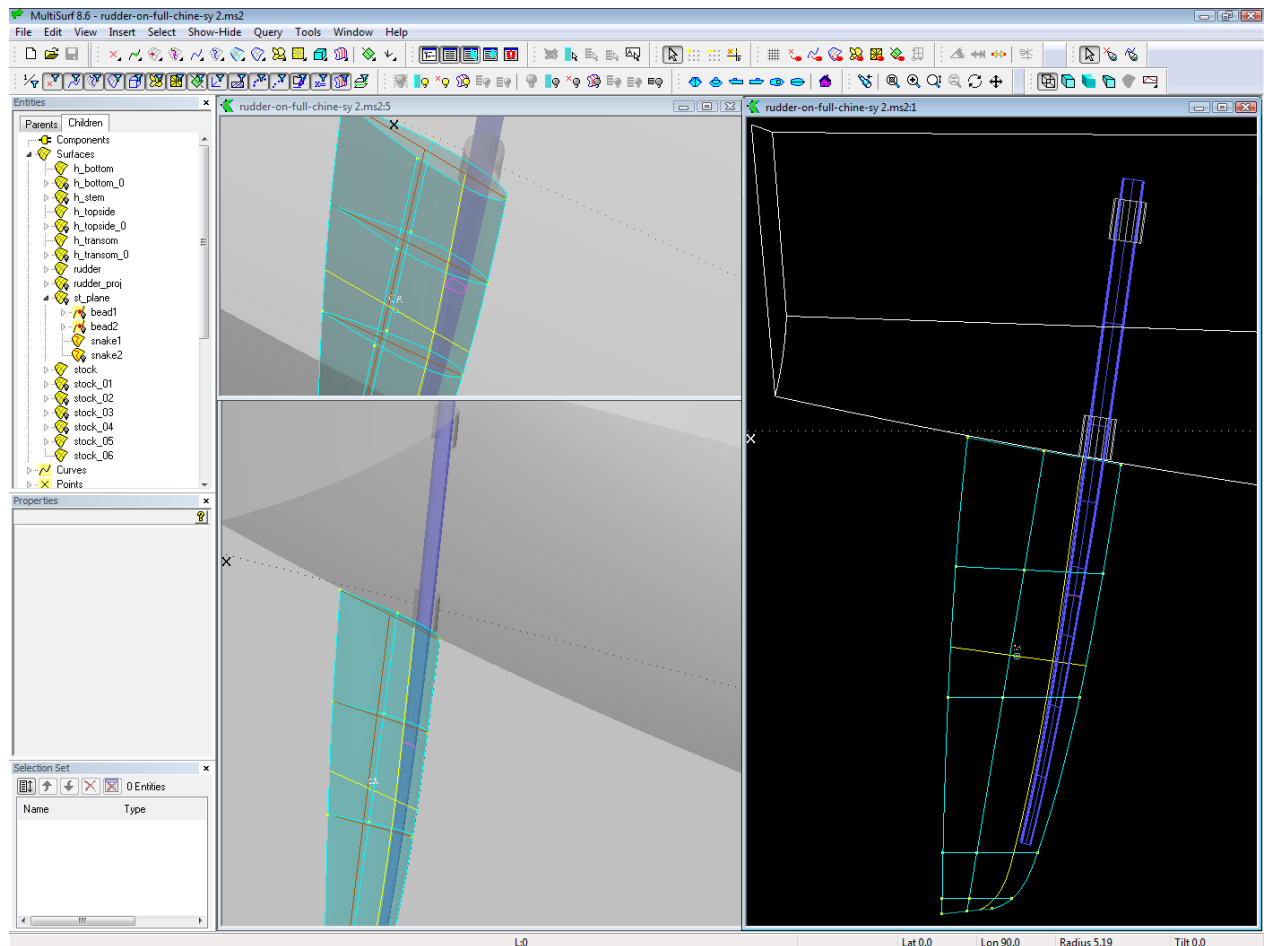 MultiSurf 8.6 - rudder-on-full-chine-sy 2.ms2
File Edit View Insert Select Show-Hide Query Tools Window Help
Entities
Parents Children
Components
Surfaces
h_bottom
h_bottom_0
h_stem
h_topside
h_topside_0
h_transom
h_transom_0
rudder
rudder_proj
st_plane
bead1
bead2
snake1
snake2
stock
stock_01
stock_02
stock_03
stock_04
stock_05
stock_06
Curves
Points
Properties
Selection Set
0 Entities
Name Type
rudder-on-full-chine-sy 2.ms2:5
X
X
rudder-on-full-chine-sy 2.ms2:1
X
L:0
Lat 0.0 Lon 90.0 Radius 5.19 Tilt 0.0